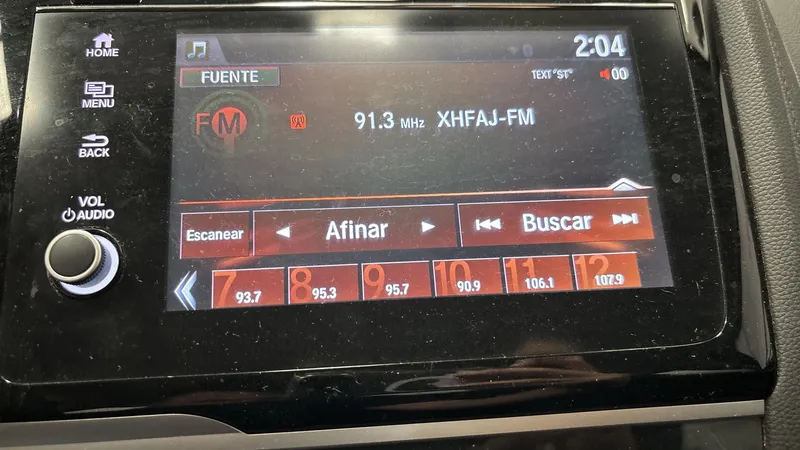 HOME
MENU
BACK
VOL
AUDIO
2:04
FUENTE
TEXT "ST"
00
FM
91.3 MHz XHFAJ-FM
Escanear
Afinar
Buscar
7 93.7
8 95.3
9 95.7
10 90.9
11 106.1
12 107.9